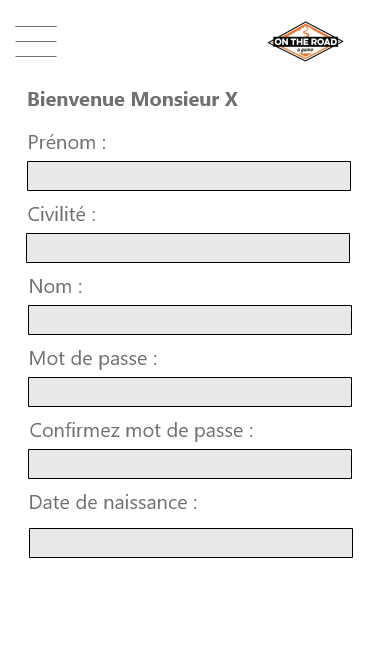 ON THE ROAD
a game
Bienvenue Monsieur X
Prénom :
Civilité :
Nom :
Mot de passe :
Confirmez mot de passe :
Date de naissance :